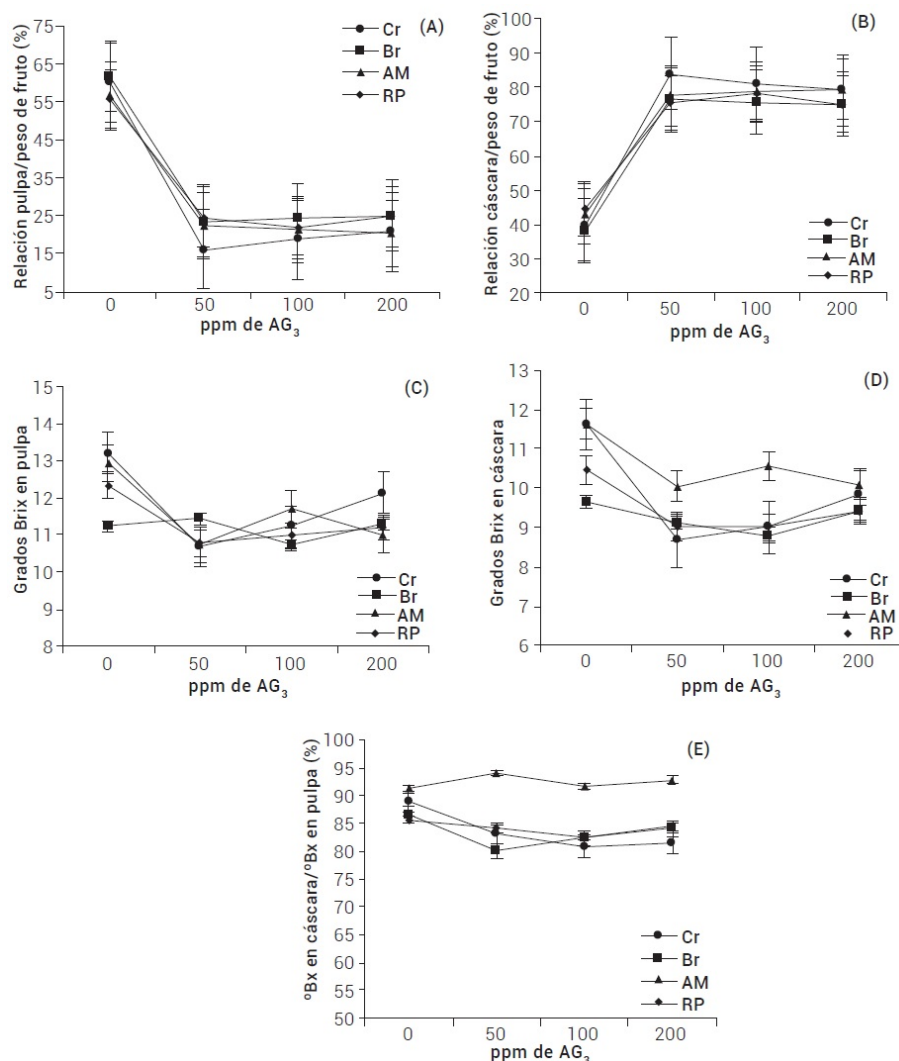 (A)
Relación pulpa/peso de fruto (%)
75
65
55
45
35
25
15
5
0 50 100 200
ppm de AG₃
Cr
Br
AM
RP
(B)
Relación cáscara/peso de fruto (%)
100
90
80
70
60
50
40
30
20
0 50 100 200
ppm de AG₃
Cr
Br
AM
RP
(C)
Grados Brix en pulpa
15
14
13
12
11
10
9
8
0 50 100 200
ppm de AG₃
Cr
Br
AM
RP
(D)
Grados Brix en cáscara
13
12
11
10
9
8
7
6
0 50 100 200
ppm de AG₃
Cr
Br
AM
RP
(E)
ºBx en cáscara/ºBx en pulpa (%)
100
95
90
85
80
75
70
65
60
55
50
0 50 100 200
ppm de AG₃
Cr
Br
AM
RP